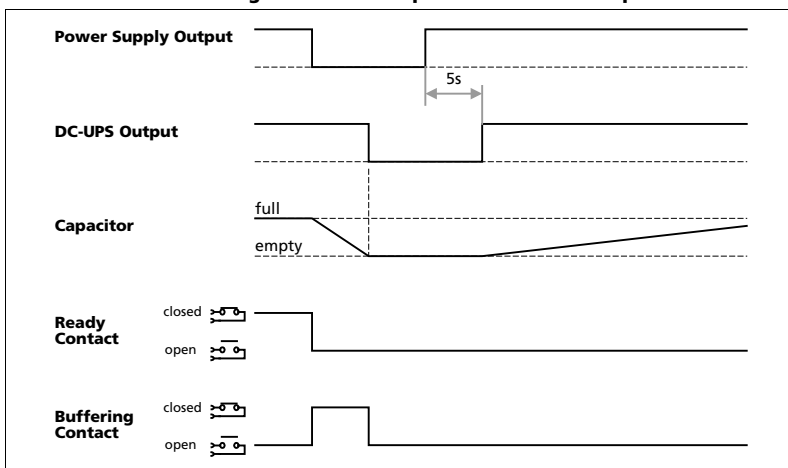 Power Supply Output
5s
DC-UPS Output
full
Capacitor
empty
closed
Ready
Contact
open
closed
Buffering
Contact
open